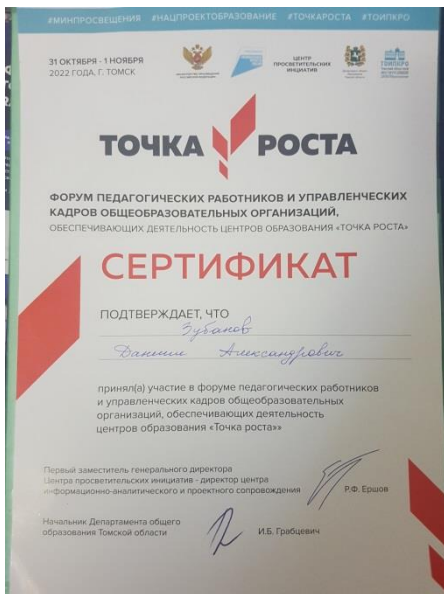 #МИНПРОСВЕЩЕНИЯ #НАЦПРОЕКТОБРАЗОВАНИЕ #ТОЧКАРОСТА #ТОИПКРО
31 ОКТЯБРЯ - 1 НОЯБРЯ
2022 ГОДА, Г. ТОМСК
ЦЕНТР
ПРОСВЕТИТЕЛЬСКИХ
ИНИЦИАТИВ
ТОИПКРО
ТОЧКА РОСТА
ФОРУМ ПЕДАГОГИЧЕСКИХ РАБОТНИКОВ И УПРАВЛЕНЧЕСКИХ
КАДРОВ ОБЩЕОБРАЗОВАТЕЛЬНЫХ ОРГАНИЗАЦИЙ,
ОБЕСПЕЧИВАЮЩИХ ДЕЯТЕЛЬНОСТЬ ЦЕНТРОВ ОБРАЗОВАНИЯ «ТОЧКА РОСТА»
СЕРТИФИКАТ
ПОДТВЕРЖДАЕТ, ЧТО
Зубанов
Даниил Александрович
принял(а) участие в форуме педагогических работников
и управленческих кадров общеобразовательных
организаций, обеспечивающих деятельность
центров образования «Точка роста»»
Первый заместитель генерального директора
Центра просветительских инициатив - директор центра
информационно-аналитического и проектного сопровождения Р.Ф. Ершов
Начальник Департамента общего
образования Томской области И.Б. Грабцевич